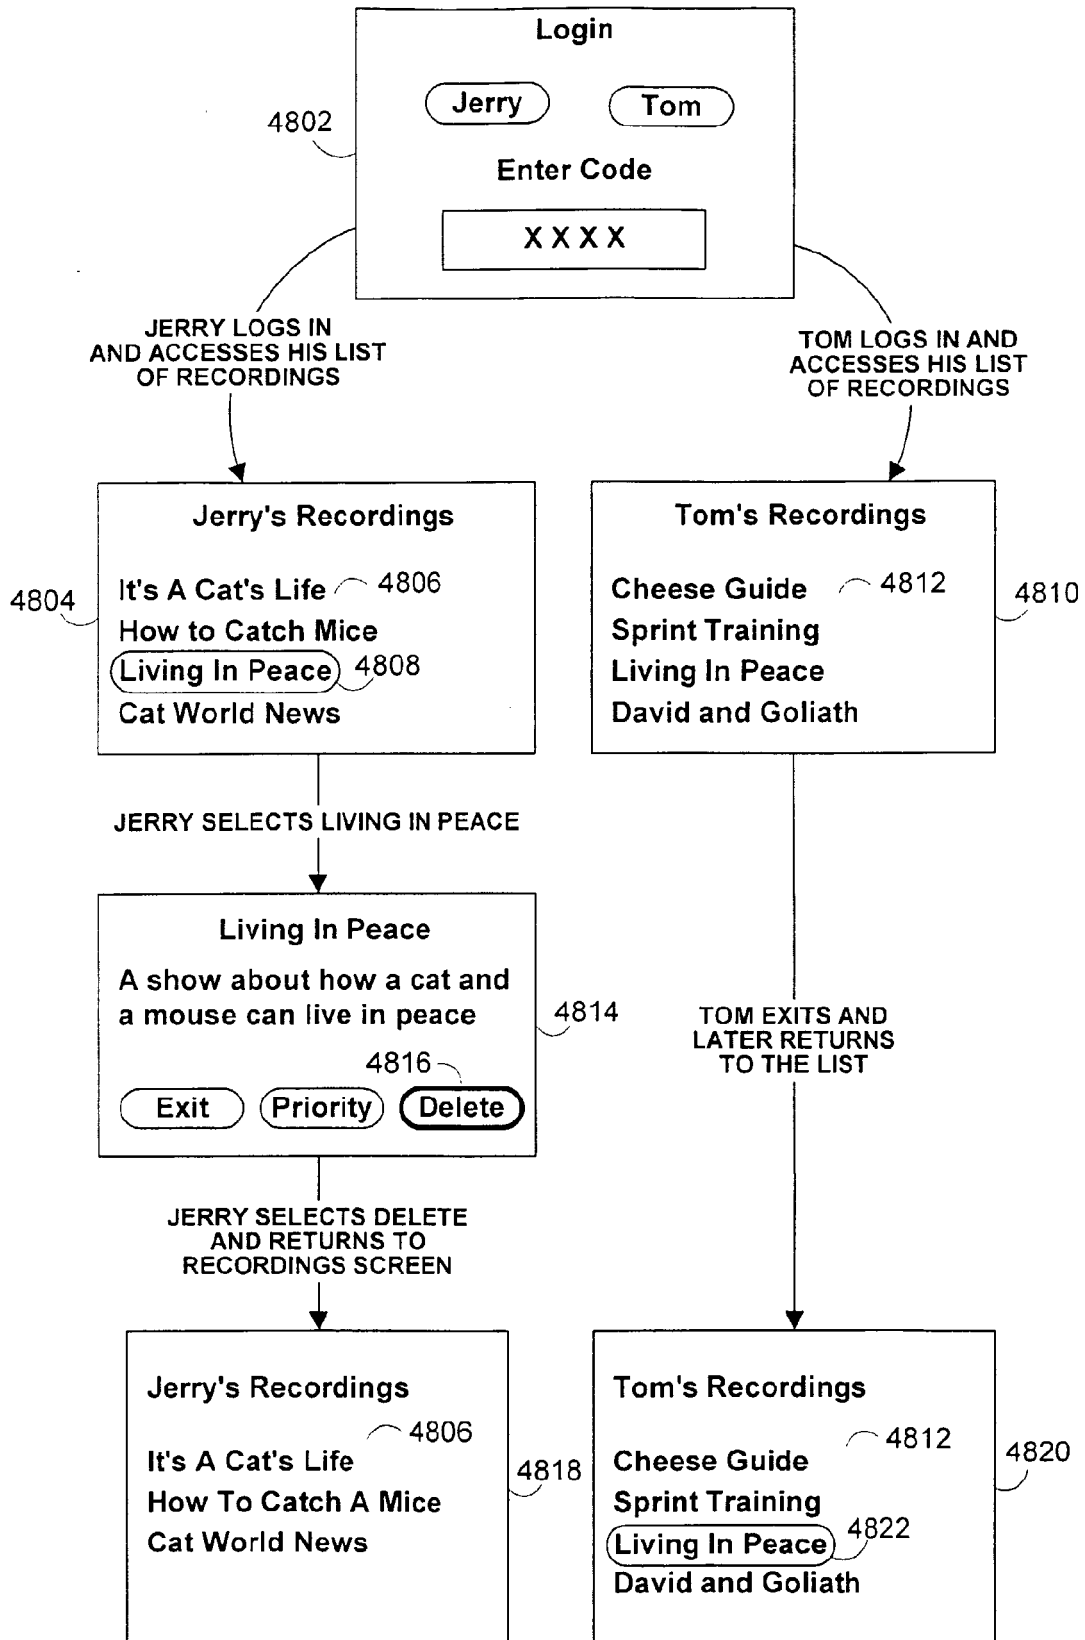 Login
Jerry Tom
4802
Enter Code
X X X X
JERRY LOGS IN
AND ACCESSES HIS LIST
OF RECORDINGS
TOM LOGS IN AND
ACCESSES HIS LIST
OF RECORDINGS
Jerry's Recordings
4804
It's A Cat's Life 4806
How to Catch Mice
Living In Peace 4808
Cat World News
Tom's Recordings
Cheese Guide 4812
4810
Sprint Training
Living In Peace
David and Goliath
JERRY SELECTS LIVING IN PEACE
Living In Peace
A show about how a cat and
a mouse can live in peace
4814
4816
Exit Priority Delete
TOM EXITS AND
LATER RETURNS
TO THE LIST
JERRY SELECTS DELETE
AND RETURNS TO
RECORDINGS SCREEN
Jerry's Recordings
4806
It's A Cat's Life
4818
How To Catch A Mice
Cat World News
Tom's Recordings
4812
4820
Cheese Guide
Sprint Training
Living In Peace 4822
David and Goliath